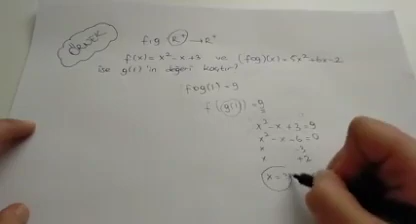 ÖRNEK
f,g : R⁺ → R⁺
f(x) = x² - x + 3 ve (fog)(x) = 5x² + 6x - 2
ise g(1)'in değeri kaçtır?
fog(1) = 9
f(g(1)) = 9
x² - x + 3 = 9
x² - x - 6 = 0
x -3
x +2
x = 3